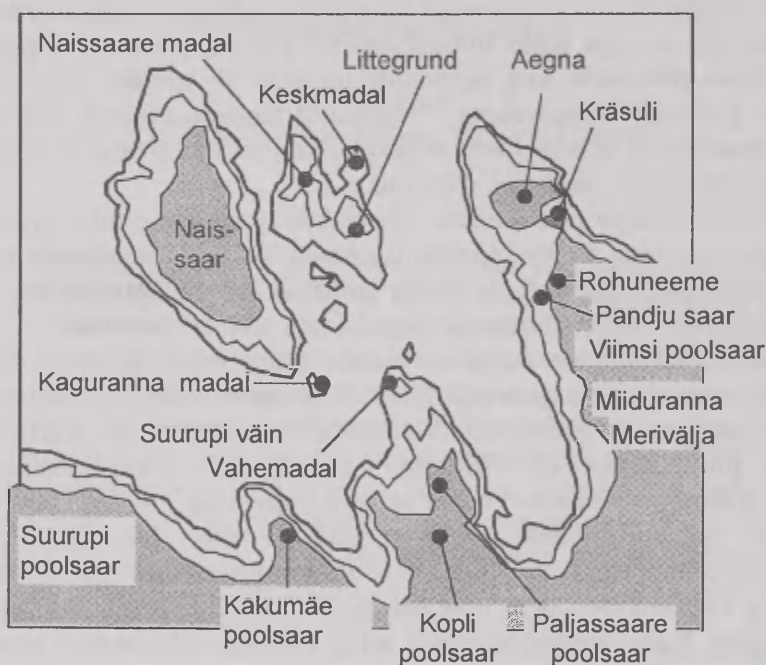 Naissaare madal
Littegrund
Aegna
Keskmadal
Kräsuli
Nais-
saar
Rohuneeme
Pandju saar
Viimsi poolsaar
Kaguranna madai
Miiduranna
Suurupi väin
Merivälja
Vahemadal
Suurupi
poolsaar
Kakumäe
poolsaar
Kopli
poolsaar
Paljassaare
poolsaar